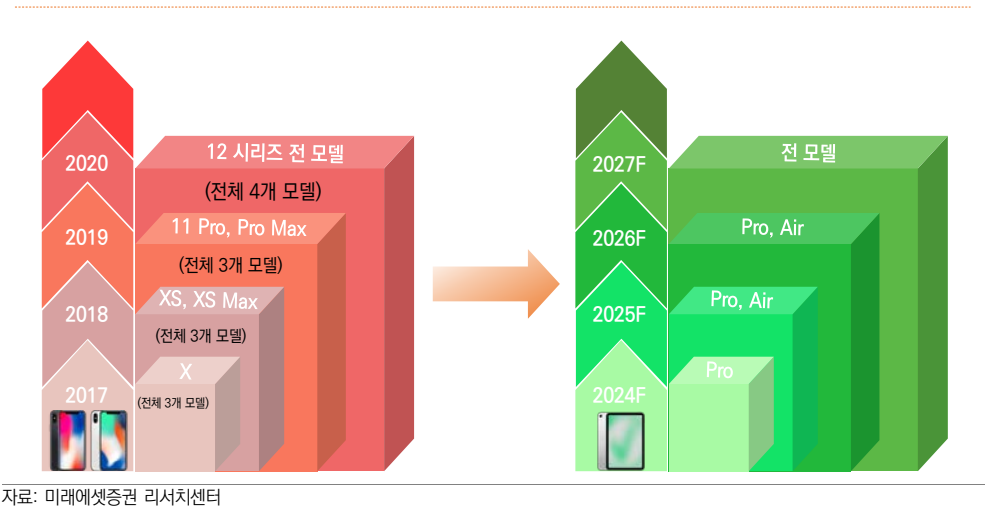 2020
12 시리즈 전 모델
(전체 4개 모델)
2019
11 Pro, Pro Max
(전체 3개 모델)
2018
XS, XS Max
(전체 3개 모델)
2017
X
(전체 3개 모델)
2027F
전 모델
2026F
Pro, Air
2025F
Pro, Air
2024F
Pro
자료: 미래에셋증권 리서치센터